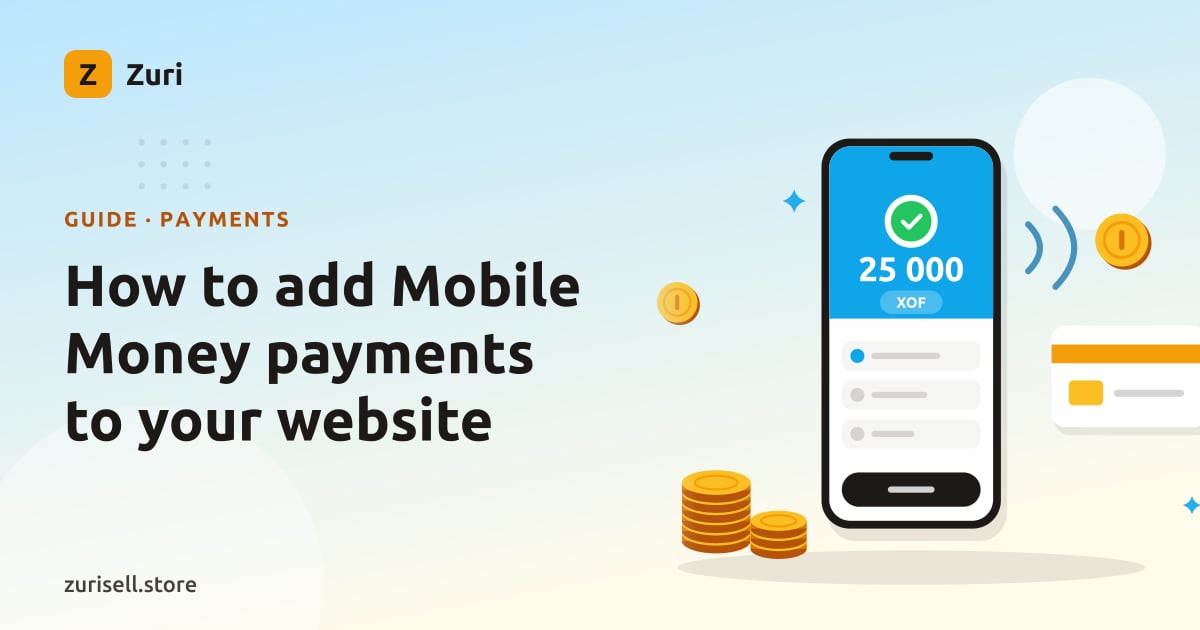 Z Zuri
GUIDE · PAYMENTS
How to add Mobile
Money payments
to your website
25 000
XOF
zurisell.store